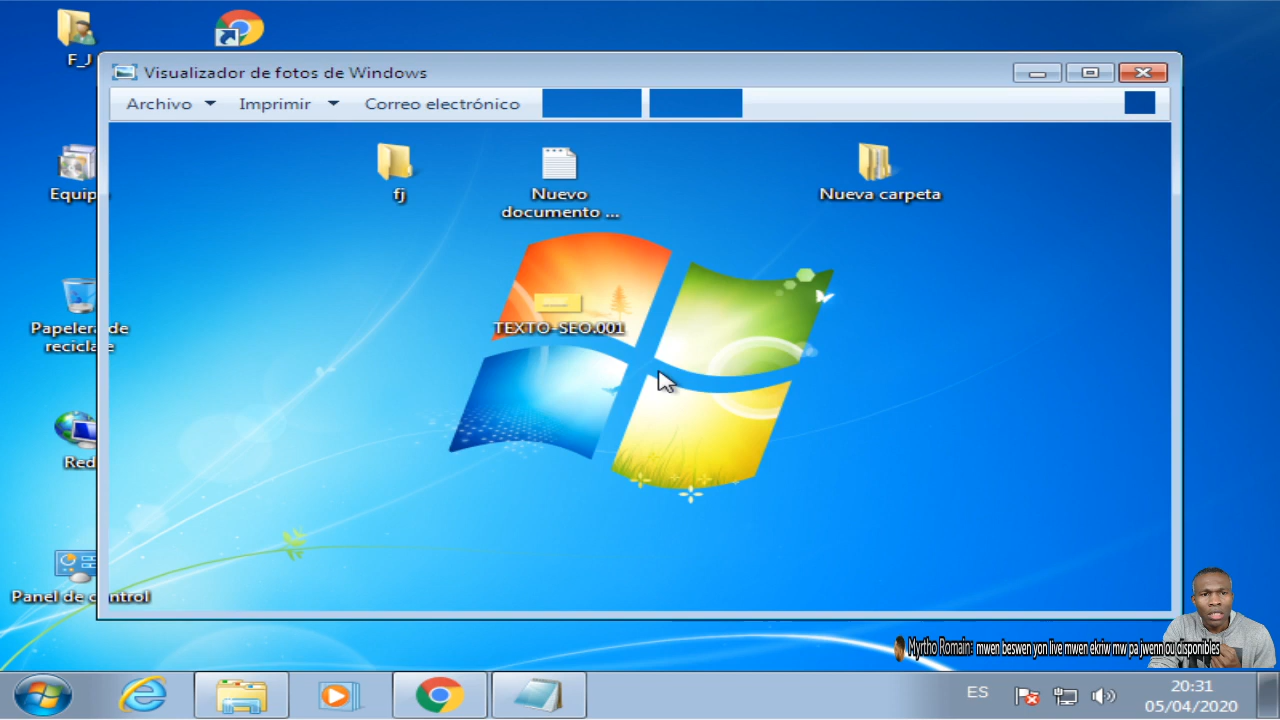 F_J
Visualizador de fotos de Windows
Archivo Imprimir Correo electrónico
fj
Nuevo
documento ...
Nueva carpeta
Equip
TEXTO-SEO.001
Papelera de
reciclaje
Red
Panel de control
Myrtho Romain: mwen beswen yon live mwen ekriw mw pa jwenn ou disponibles
ES
20:31
05/04/2020